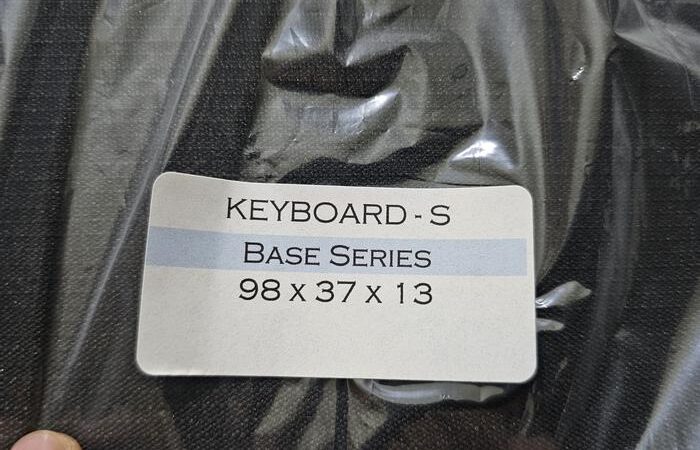 KEYBOARD - S
BASE SERIES
98 x 37 x 13